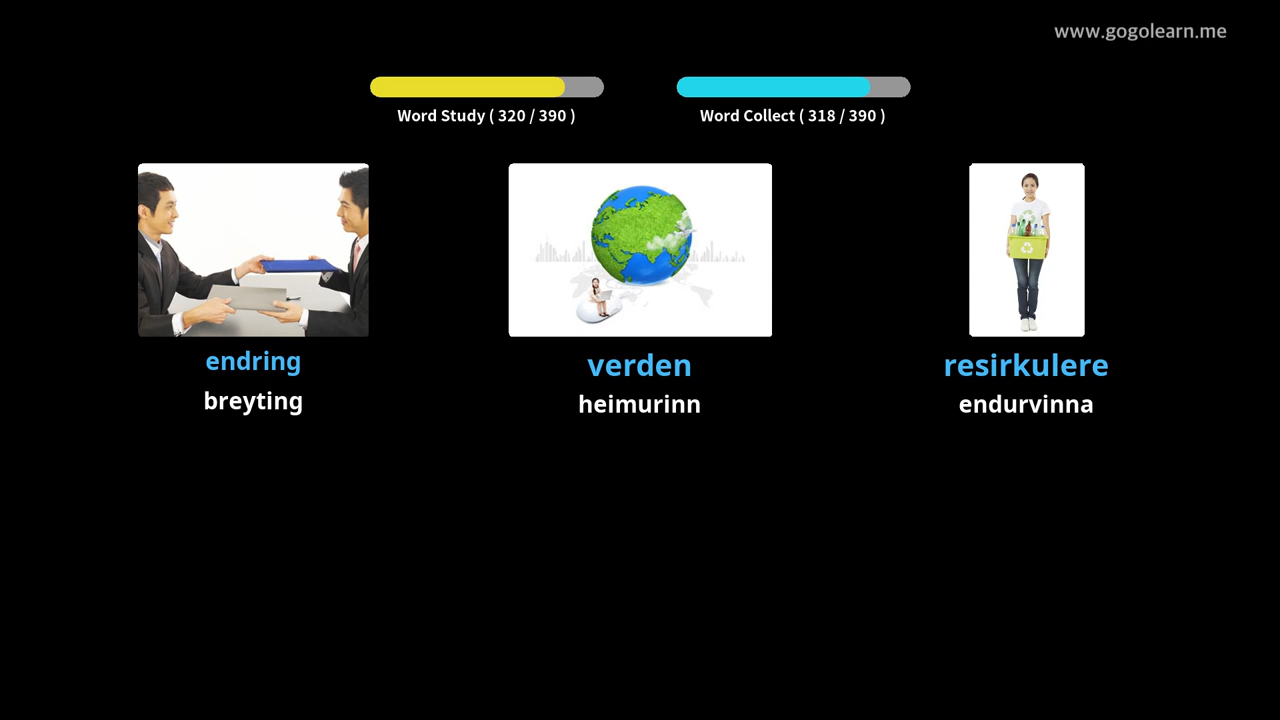 www.gogolearn.me
Word Study ( 320 / 390 )
Word Collect ( 318 / 390 )
endring
breyting
verden
heimurinn
resirkulere
endurvinna